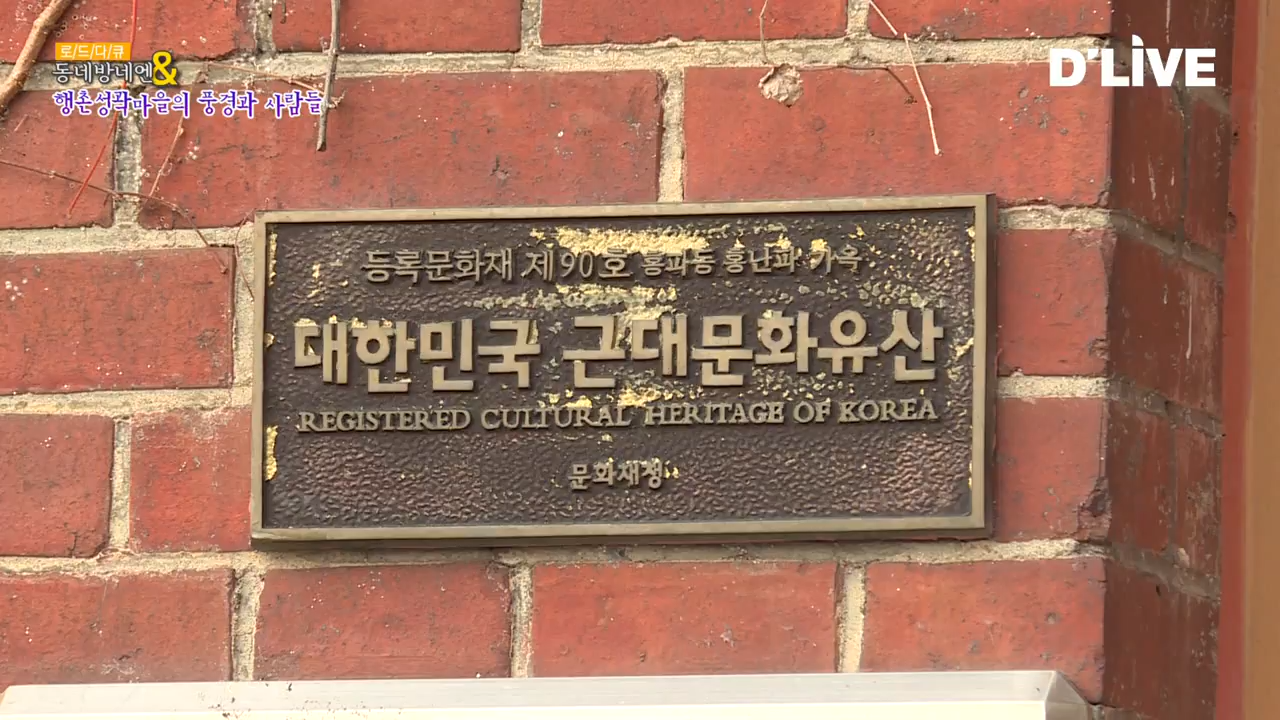 로/드/다/큐
동네방네엔&
행촌성곽마을의 풍경과 사람들
D'LIVE
등록문화재 제90호 홍파동 홍난파 가옥
대한민국 근대문화유산
REGISTERED CULTURAL HERITAGE OF KOREA
문화재청